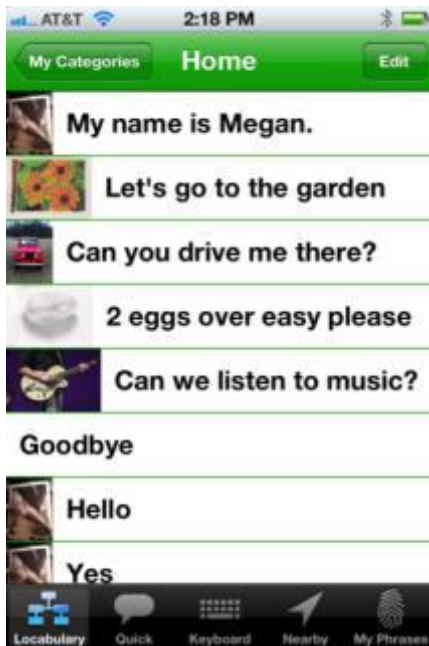 AT&T 2:18 PM
My Categories Home Edit
My name is Megan.
Let's go to the garden
Can you drive me there?
2 eggs over easy please
Can we listen to music?
Goodbye
Hello
Yes
Locabulary Quick Keyboard Nearby My Phrases